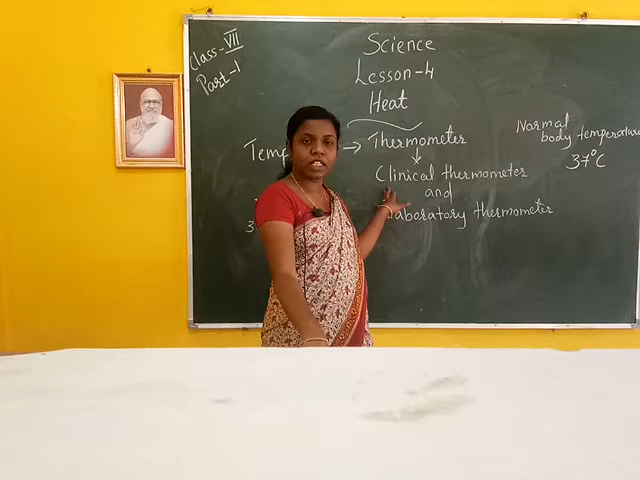 Class-VII
Part-1
Science
Lesson-4
Heat
Temp → Thermometer
↓
Clinical thermometer
and
laboratory thermometer
Normal
body temperature
37°C
3